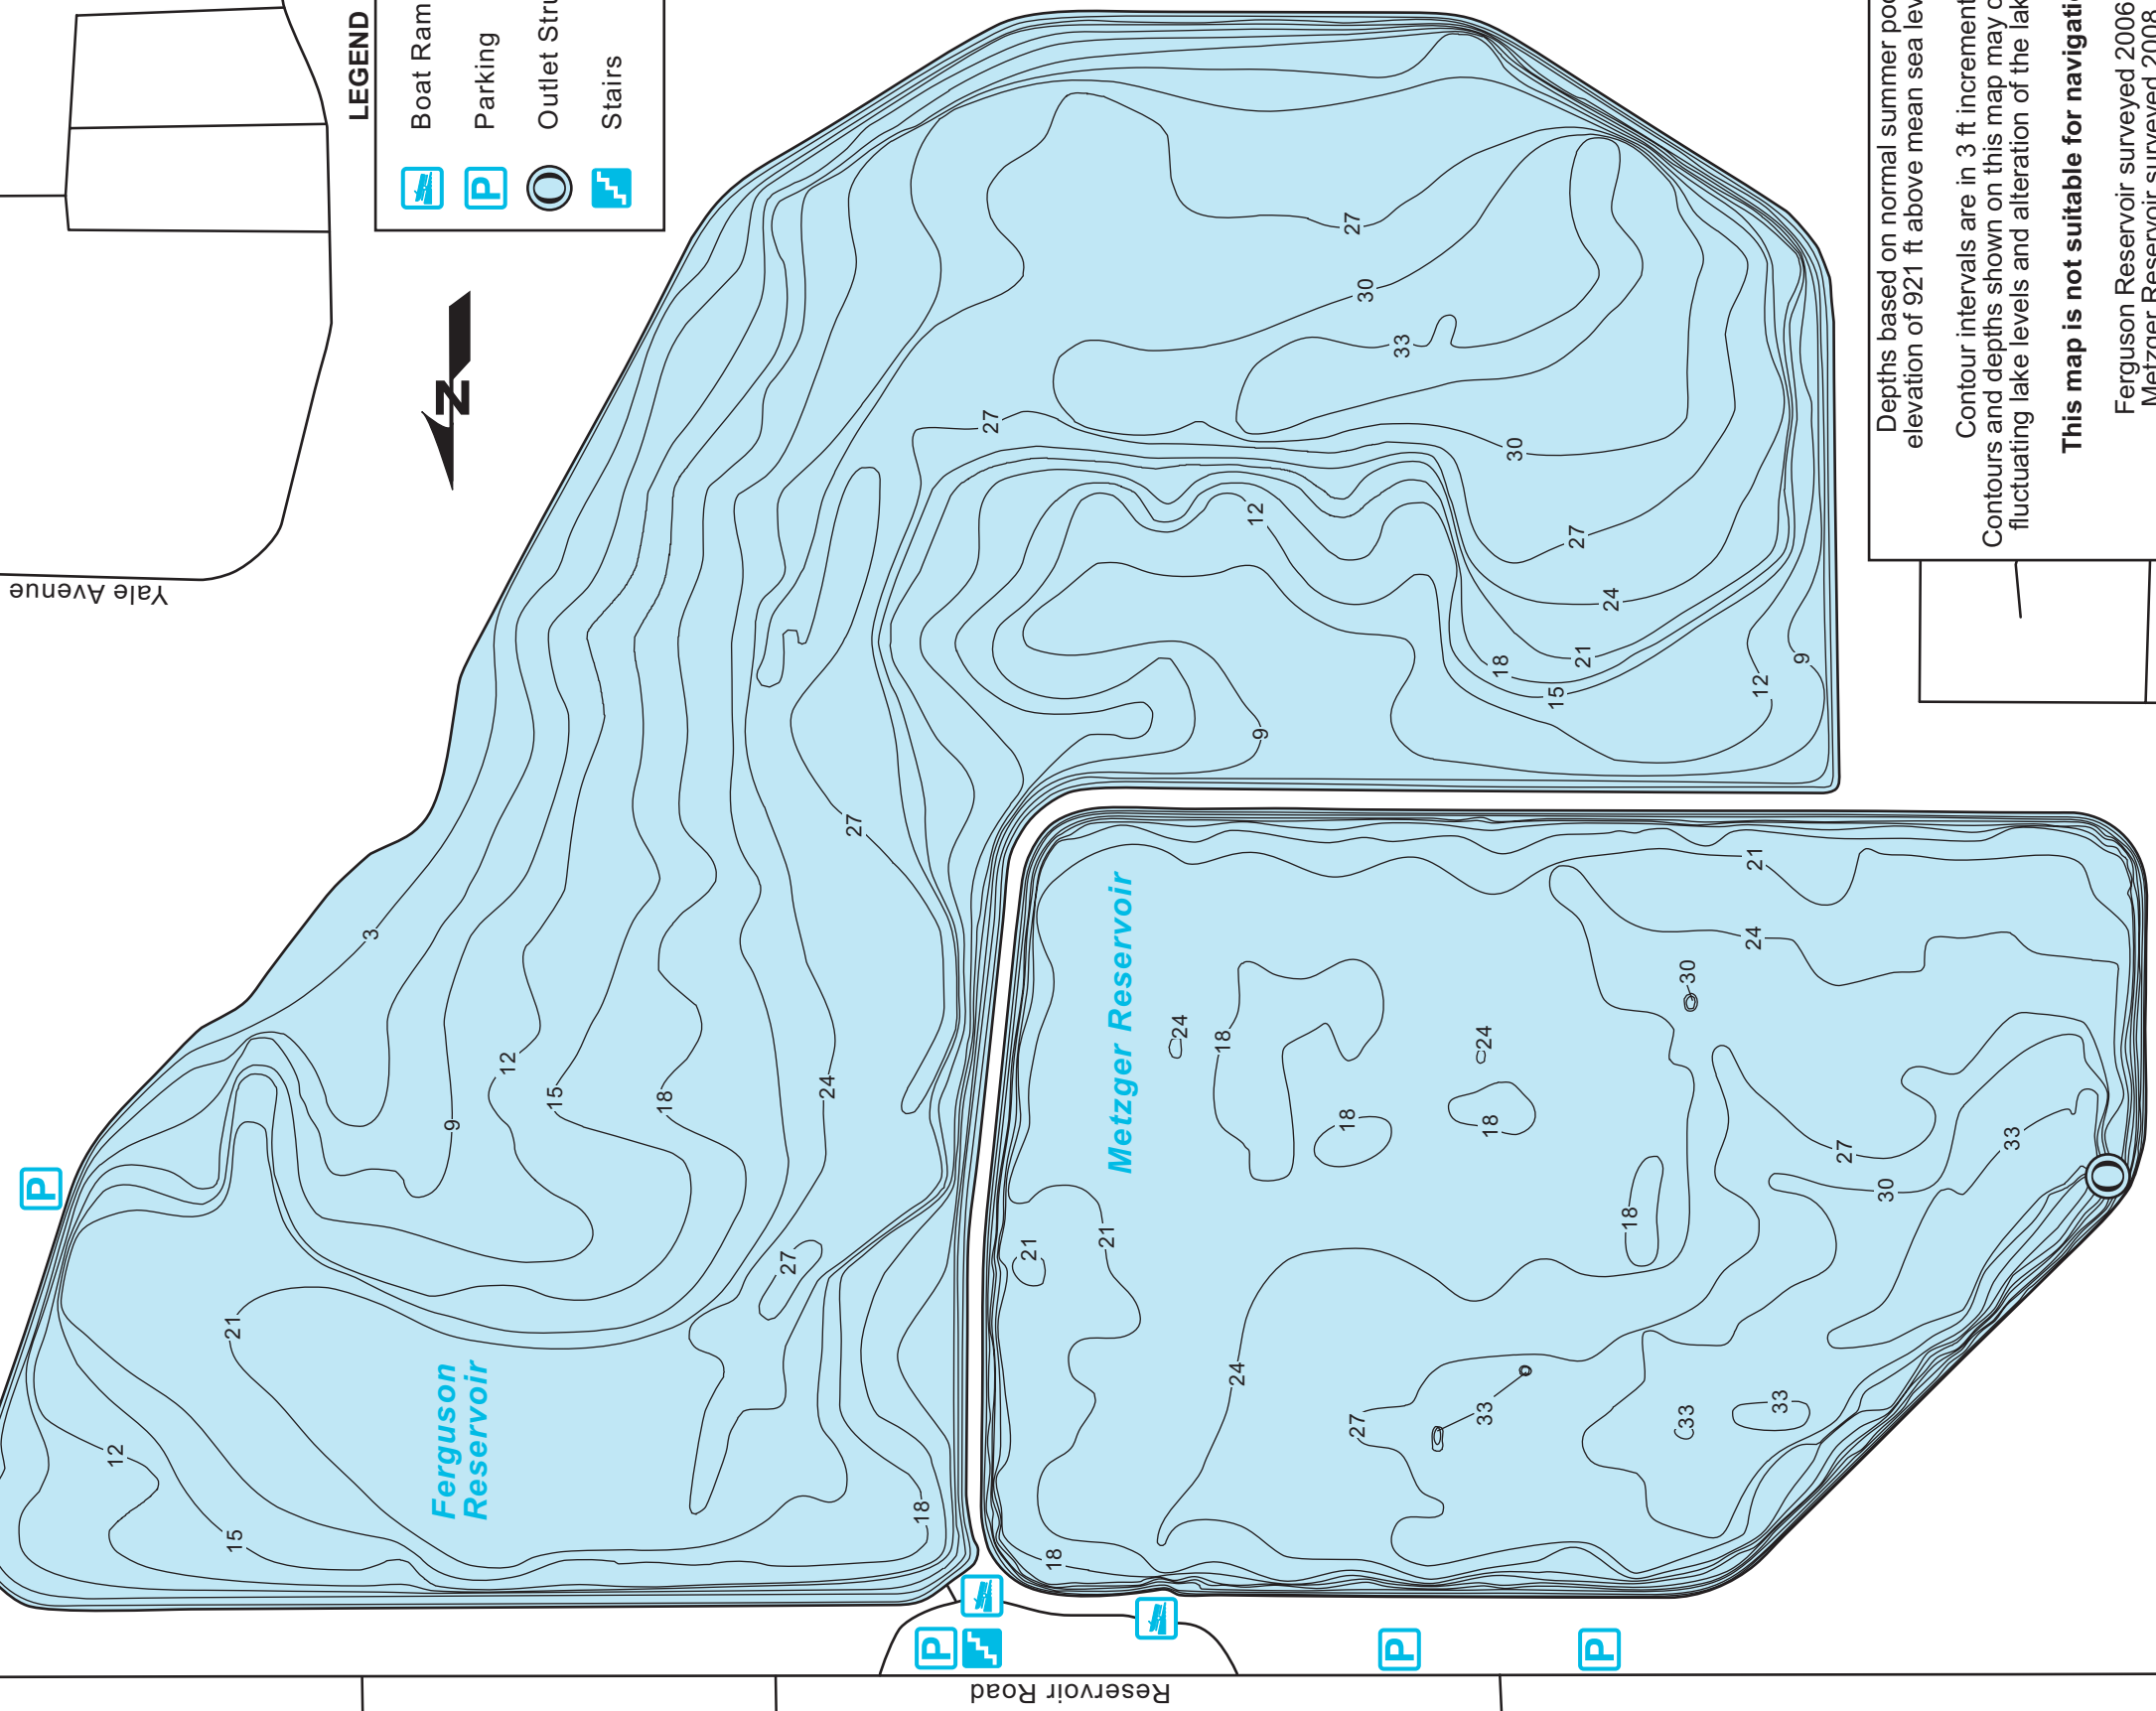 LEGEND
Boat Ram
Parking
Outlet Stru
Stairs
P
O
N
Yale Avenue
Depths based on normal summer poo
elevation of 921 ft above mean sea lev
Contour intervals are in 3 ft increment
Contours and depths shown on this map may d
fluctuating lake levels and alteration of the lak
This map is not suitable for navigati
Ferguson Reservoir surveyed 2006
Metzger Reservoir surveyed 2008
P
Ferguson
Reservoir
3
9
12
15
18
24
27
27
21
12
15
18
27
30
33
27
30
27
24
21
18
15
12
12
9
9
Metzger Reservoir
21
24
30
24
18
24
18
18
18
21
21
24
27
30
33
27
33
33
33
18
O
P
P
P
Reservoir Road